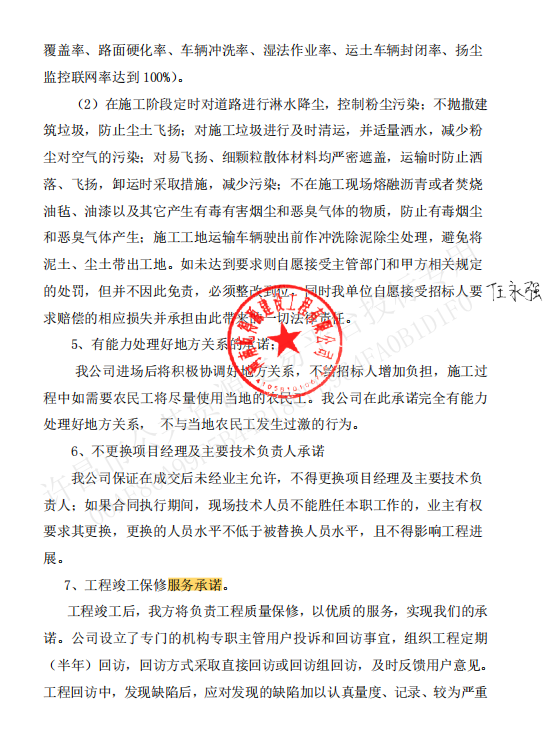 覆盖率、路面硬化率、车辆冲洗率、湿法作业率、运土车辆封闭率、扬尘
监控联网率达到 100%）。
（2）在施工阶段定时对道路进行淋水降尘，控制粉尘污染；不抛撒建
筑垃圾，防止尘土飞扬；对施工垃圾进行及时清运，并适量洒水，减少粉
尘对空气的污染；对易飞扬、细颗粒散体材料均严密遮盖，运输时防止洒
落、飞扬，卸运时采取措施，减少污染；不在施工现场熔融沥青或者焚烧
油毡、油漆以及其它产生有毒有害烟尘和恶臭气体的物质，防止有毒烟尘
和恶臭气体产生；施工工地运输车辆驶出前作冲洗除泥除尘处理，避免将
泥土、尘土带出工地。如未达到要求则自愿接受主管部门和甲方相关规定
的处罚，但并不因此免责，必须整改到位，同时我单位自愿接受招标人要
任永强
求赔偿的相应损失并承担由此带来的一切法律责任。
5、有能力处理好地方关系的承诺；
我公司进场后将积极协调好地方关系，不给招标人增加负担，施工过
程中如需要农民工将尽量使用当地的农民工。我公司在此承诺完全有能力
处理好地方关系， 不与当地农民工发生过激的行为。
6、不更换项目经理及主要技术负责人承诺
我公司保证在成交后未经业主允许，不得更换项目经理及主要技术负
责人；如果合同执行期间，现场技术人员不能胜任本职工作的，业主有权
要求其更换，更换的人员水平不低于被替换人员水平，且不得影响工程进
展。
7、工程竣工保修服务承诺。
工程竣工后，我方将负责工程质量保修，以优质的服务，实现我们的承
诺。公司设立了专门的机构专职主管用户投诉和回访事宜，组织工程定期
（半年）回访，回访方式采取直接回访或回访组回访，及时反馈用户意见。
工程回访中，发现缺陷后，应对发现的缺陷加以认真量度、记录、较为严重